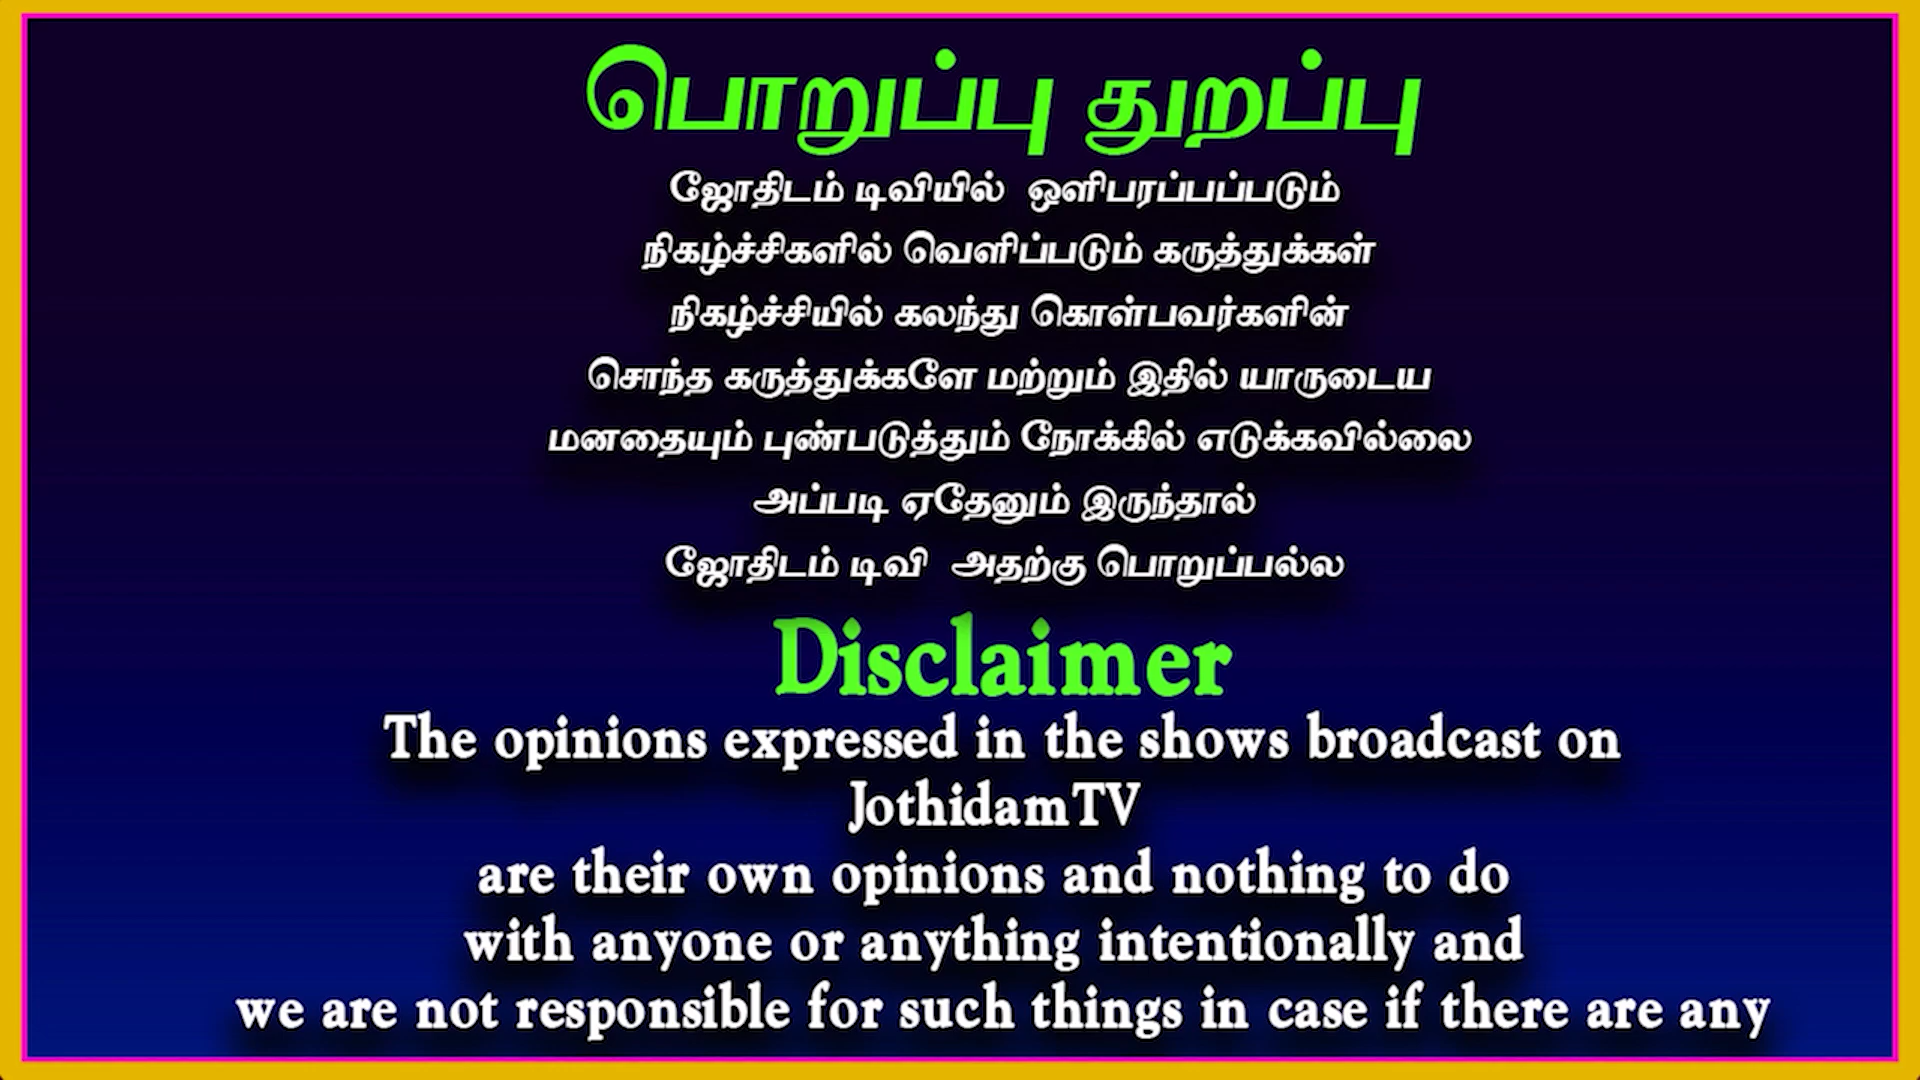 பொறுப்பு துறப்பு
ஜோதிடம் டிவியில் ஒளிபரப்பப்படும்
நிகழ்ச்சிகளில் வெளிப்படும் கருத்துக்கள்
நிகழ்ச்சியில் கலந்து கொள்பவர்களின்
சொந்த கருத்துக்களே மற்றும் இதில் யாருடைய
மனதையும் புண்படுத்தும் நோக்கில் எடுக்கவில்லை
அப்படி ஏதேனும் இருந்தால்
ஜோதிடம் டிவி அதற்கு பொறுப்பல்ல
Disclaimer
The opinions expressed in the shows broadcast on
JothidamTV
are their own opinions and nothing to do
with anyone or anything intentionally and
we are not responsible for such things in case if there are any